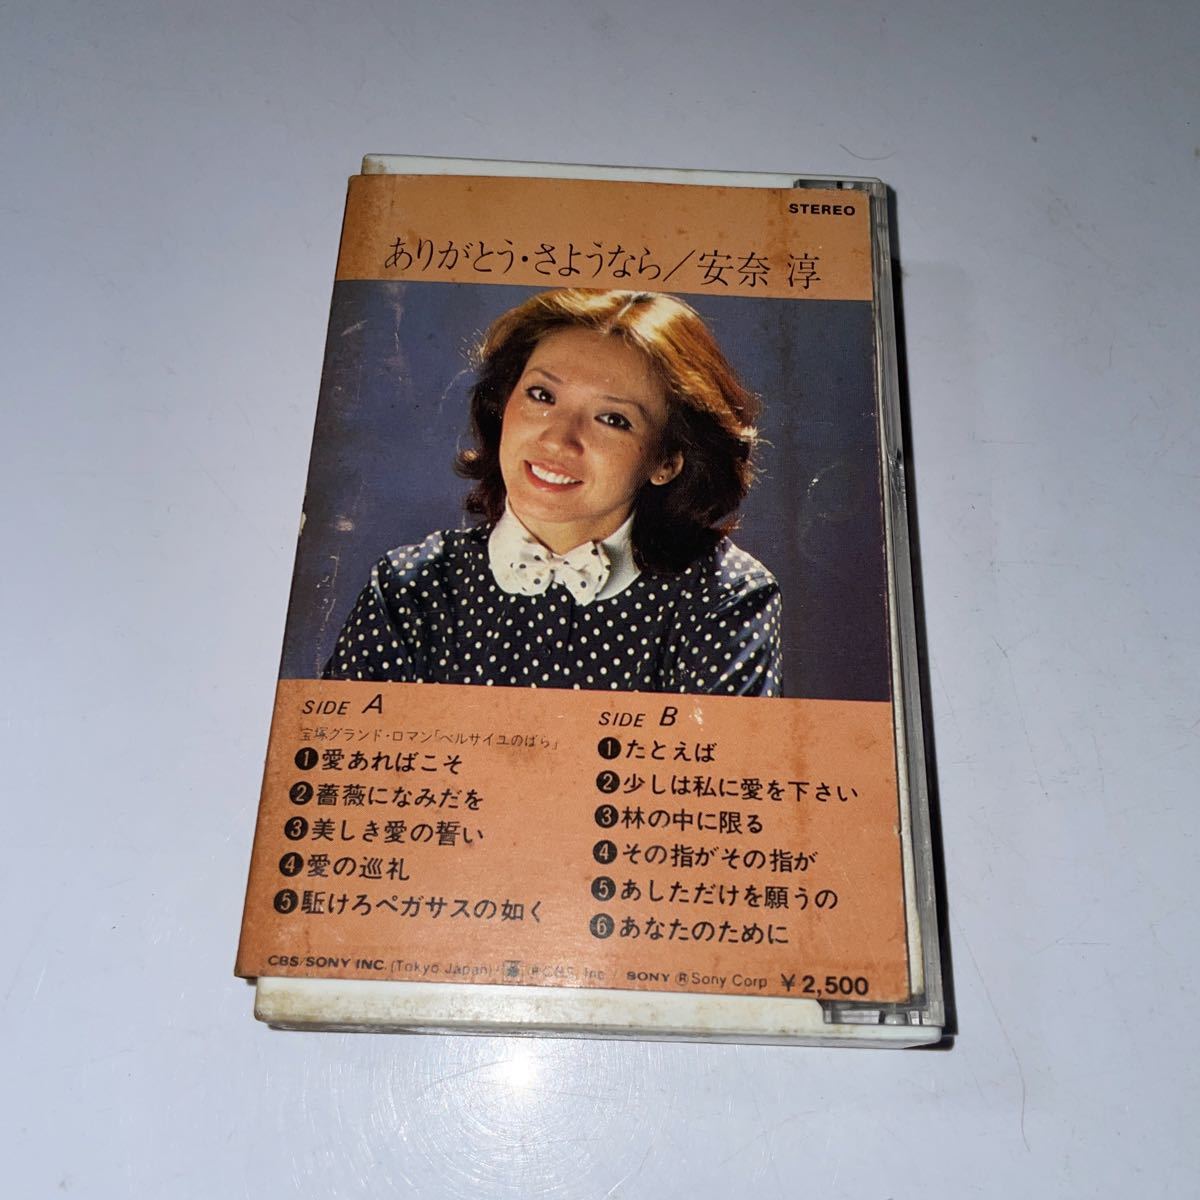 STEREO
ありがとう・さようなら／安奈 淳
SIDE A
宝塚グランド・ロマン「ベルサイユのばら」
❶愛あればこそ
❷薔薇になみだを
❸美しき愛の誓い
❹愛の巡礼
❺駈けろペガサスの如く
SIDE B
❶たとえば
❷少しは私に愛を下さい
❸林の中に限る
❹その指がその指が
❺あしただけを願うの
❻あなたのために
CBS/SONY INC. (Tokyo Japan)・ ℗CBS, Inc / SONY ®Sony Corp ¥2,500